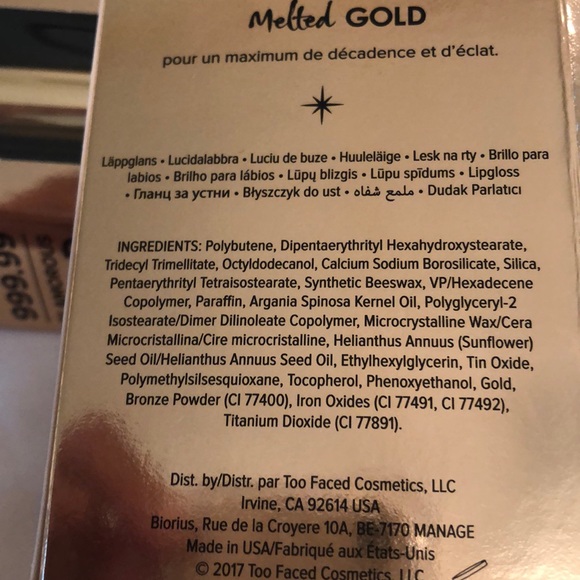 Melted GOLD
pour un maximum de décadence et d'éclat.
Läppglans • Lucidalabbra • Luciu de buze • Huuleläige • Lesk na rty • Brillo para
labios • Brilho para lábios • Lūpų blizgis • Lūpu spīdums • Lipgloss
• Гланц за устни • Błyszczyk do ust • ملمع شفاه • Dudak Parlatıcı
INGREDIENTS: Polybutene, Dipentaerythrityl Hexahydroxystearate,
Tridecyl Trimellitate, Octyldodecanol, Calcium Sodium Borosilicate, Silica,
Pentaerythrityl Tetraisostearate, Synthetic Beeswax, VP/Hexadecene
Copolymer, Paraffin, Argania Spinosa Kernel Oil, Polyglyceryl-2
Isostearate/Dimer Dilinoleate Copolymer, Microcrystalline Wax/Cera
Microcristallina/Cire microcristalline, Helianthus Annuus (Sunflower)
Seed Oil/Helianthus Annuus Seed Oil, Ethylhexylglycerin, Tin Oxide,
Polymethylsilsesquioxane, Tocopherol, Phenoxyethanol, Gold,
Bronze Powder (CI 77400), Iron Oxides (CI 77491, CI 77492),
Titanium Dioxide (CI 77891).
Dist. by/Distr. par Too Faced Cosmetics, LLC
Irvine, CA 92614 USA
Biorius, Rue de la Croyere 10A, BE-7170 MANAGE
Made in USA/Fabriqué aux États-Unis
© 2017 Too Faced Cosmetics, LLC
999.99